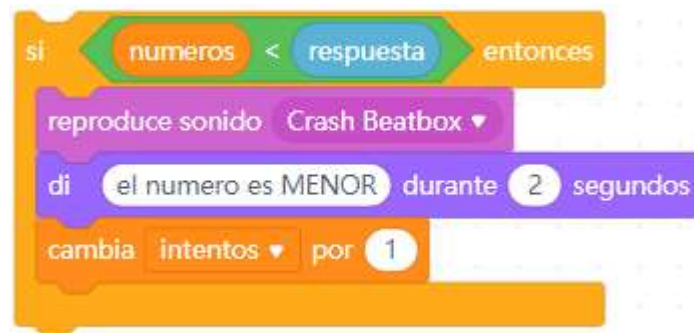 si numeros < respuesta entonces
reproduce sonido Crash Beatbox
di el numero es MENOR durante 2 segundos
cambia intentos por 1